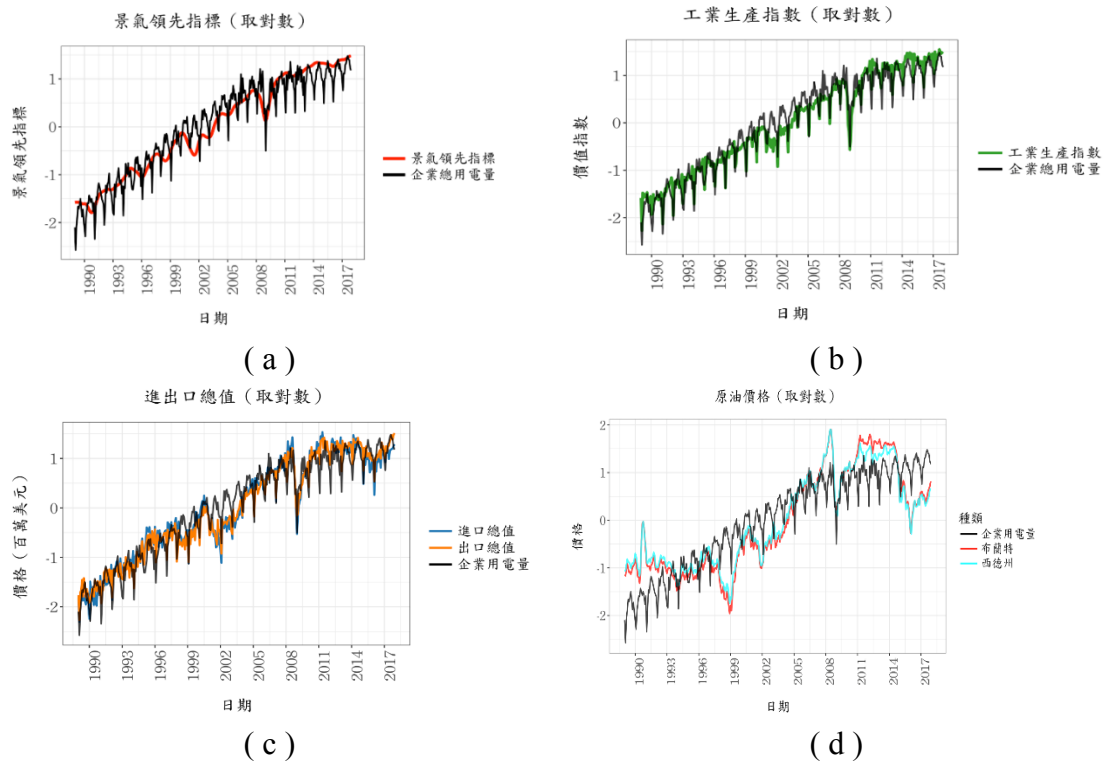 景氣領先指標（取對數）
景氣領先指標
1
0
-1
-2
1990
1993
1996
1999
2002
2005
2008
2011
2014
2017
日期
景氣領先指標
企業總用電量
( a )
工業生產指數（取對數）
價值指數
1
0
-1
-2
1990
1993
1996
1999
2002
2005
2008
2011
2014
2017
日期
工業生產指數
企業總用電量
( b )
進出口總值（取對數）
價格（百萬美元）
1
0
-1
-2
1990
1993
1996
1999
2002
2005
2008
2011
2014
2017
日期
進口總值
出口總值
企業用電量
( c )
原油價格（取對數）
價格
2
1
0
-1
-2
1990
1993
1996
1999
2002
2005
2008
2011
2014
2017
日期
種類
企業用電量
布蘭特
西德州
( d )